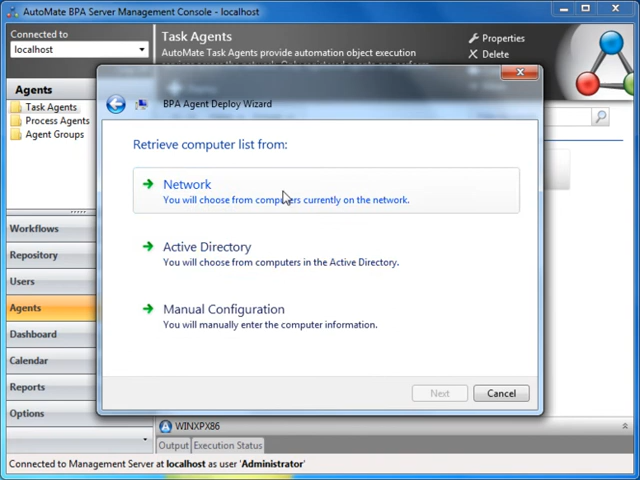 AutoMate BPA Server Management Console - localhost
Connected to
localhost
Task Agents
AutoMate Task Agents provide automation object execution
Properties
Delete
Agents
Task Agents
Process Agents
Agent Groups
Workflows
Repository
Users
Agents
Dashboard
Calendar
Reports
Options
BPA Agent Deploy Wizard
Retrieve computer list from:
Network
You will choose from computers currently on the network.
Active Directory
You will choose from computers in the Active Directory.
Manual Configuration
You will manually enter the computer information.
Next
Cancel
WINXPX86
Output
Execution Status
Connected to Management Server at localhost as user 'Administrator'